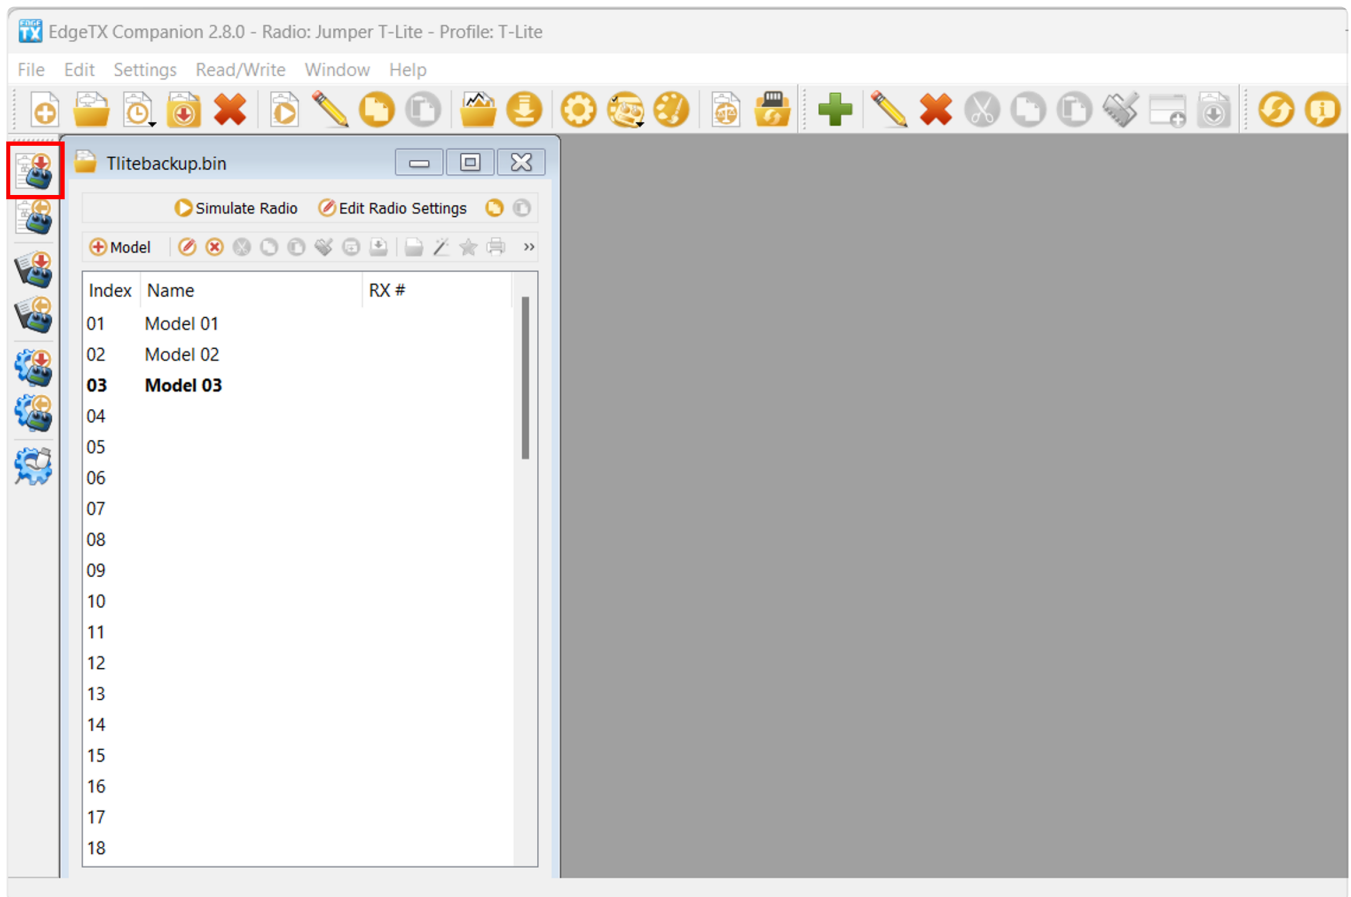 EdgeTX Companion 2.8.0 - Radio: Jumper T-Lite - Profile: T-Lite
File Edit Settings Read/Write Window Help
Tlitebackup.bin
Simulate Radio Edit Radio Settings
Model »
Index Name RX #
01 Model 01
02 Model 02
03 Model 03
04
05
06
07
08
09
10
11
12
13
14
15
16
17
18